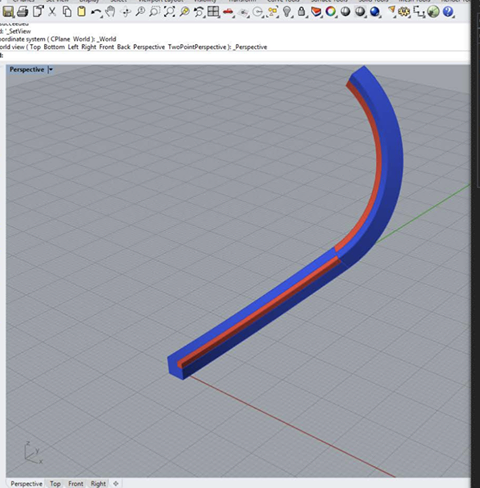 d: '_SetView
oordinate system ( CPlane World ): _World
orld view ( Top Bottom Left Right Front Back Perspective TwoPointPerspective ): _Perspective
Perspective
z
y
x
Perspective Top Front Right